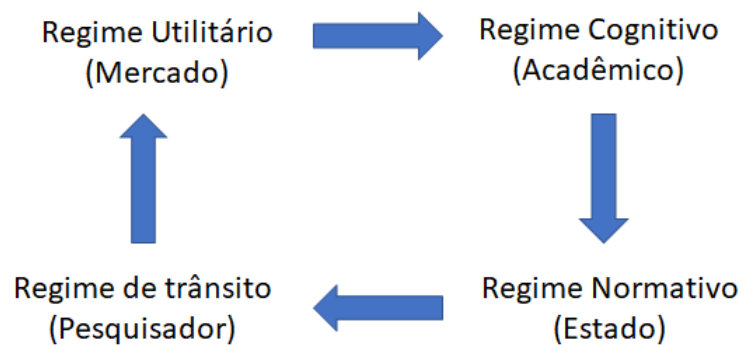 Regime Utilitário
(Mercado)
Regime Cognitivo
(Acadêmico)
Regime de trânsito
(Pesquisador)
Regime Normativo
(Estado)